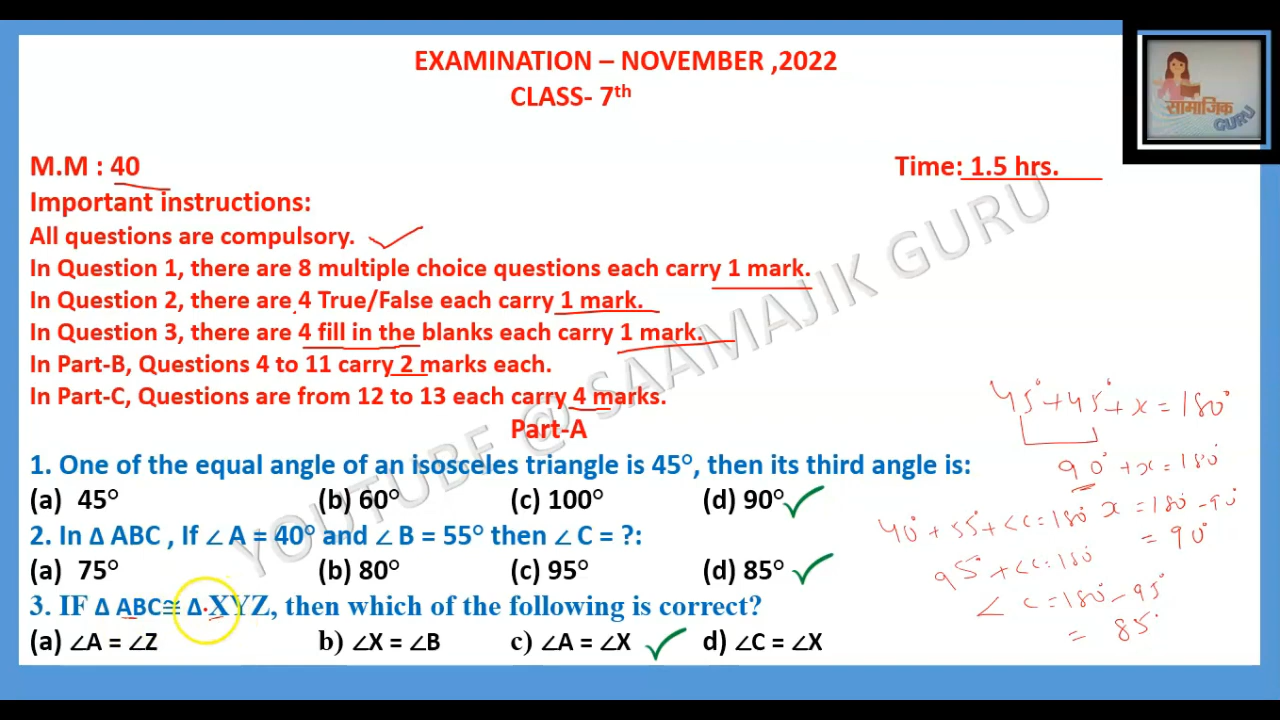 EXAMINATION – NOVEMBER ,2022
CLASS- 7th
सामाजिक
GURU
M.M : 40 Time: 1.5 hrs.
Important instructions:
All questions are compulsory.
In Question 1, there are 8 multiple choice questions each carry 1 mark.
In Question 2, there are 4 True/False each carry 1 mark.
In Question 3, there are 4 fill in the blanks each carry 1 mark.
In Part-B, Questions 4 to 11 carry 2 marks each.
In Part-C, Questions are from 12 to 13 each carry 4 marks.
Part-A
1. One of the equal angle of an isosceles triangle is 45°, then its third angle is:
(a) 45° (b) 60° (c) 100° (d) 90°
2. In Δ ABC , If ∠ A = 40° and ∠ B = 55° then ∠ C = ?:
(a) 75° (b) 80° (c) 95° (d) 85°
3. IF Δ ABC≅ Δ XYZ, then which of the following is correct?
(a) ∠A = ∠Z b) ∠X = ∠B c) ∠A = ∠X d) ∠C = ∠X
45° + 45° + x = 180°
90° + x = 180°
x = 180° - 90°
= 90°
40° + 55° + ∠C = 180°
95° + ∠C = 180°
∠ C = 180° - 95°
= 85°
YOUTUBE @ SAAMAJIK GURU